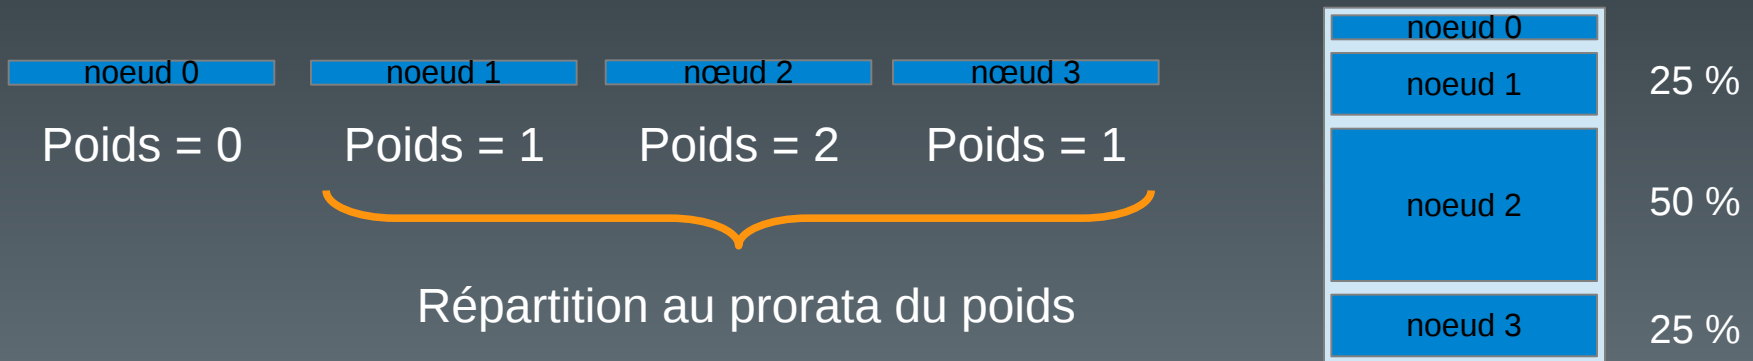 noeud 0
noeud 1
nœud 2
nœud 3
Poids = 0
Poids = 1
Poids = 2
Poids = 1
Répartition au prorata du poids
noeud 0
noeud 1
25 %
noeud 2
50 %
noeud 3
25 %